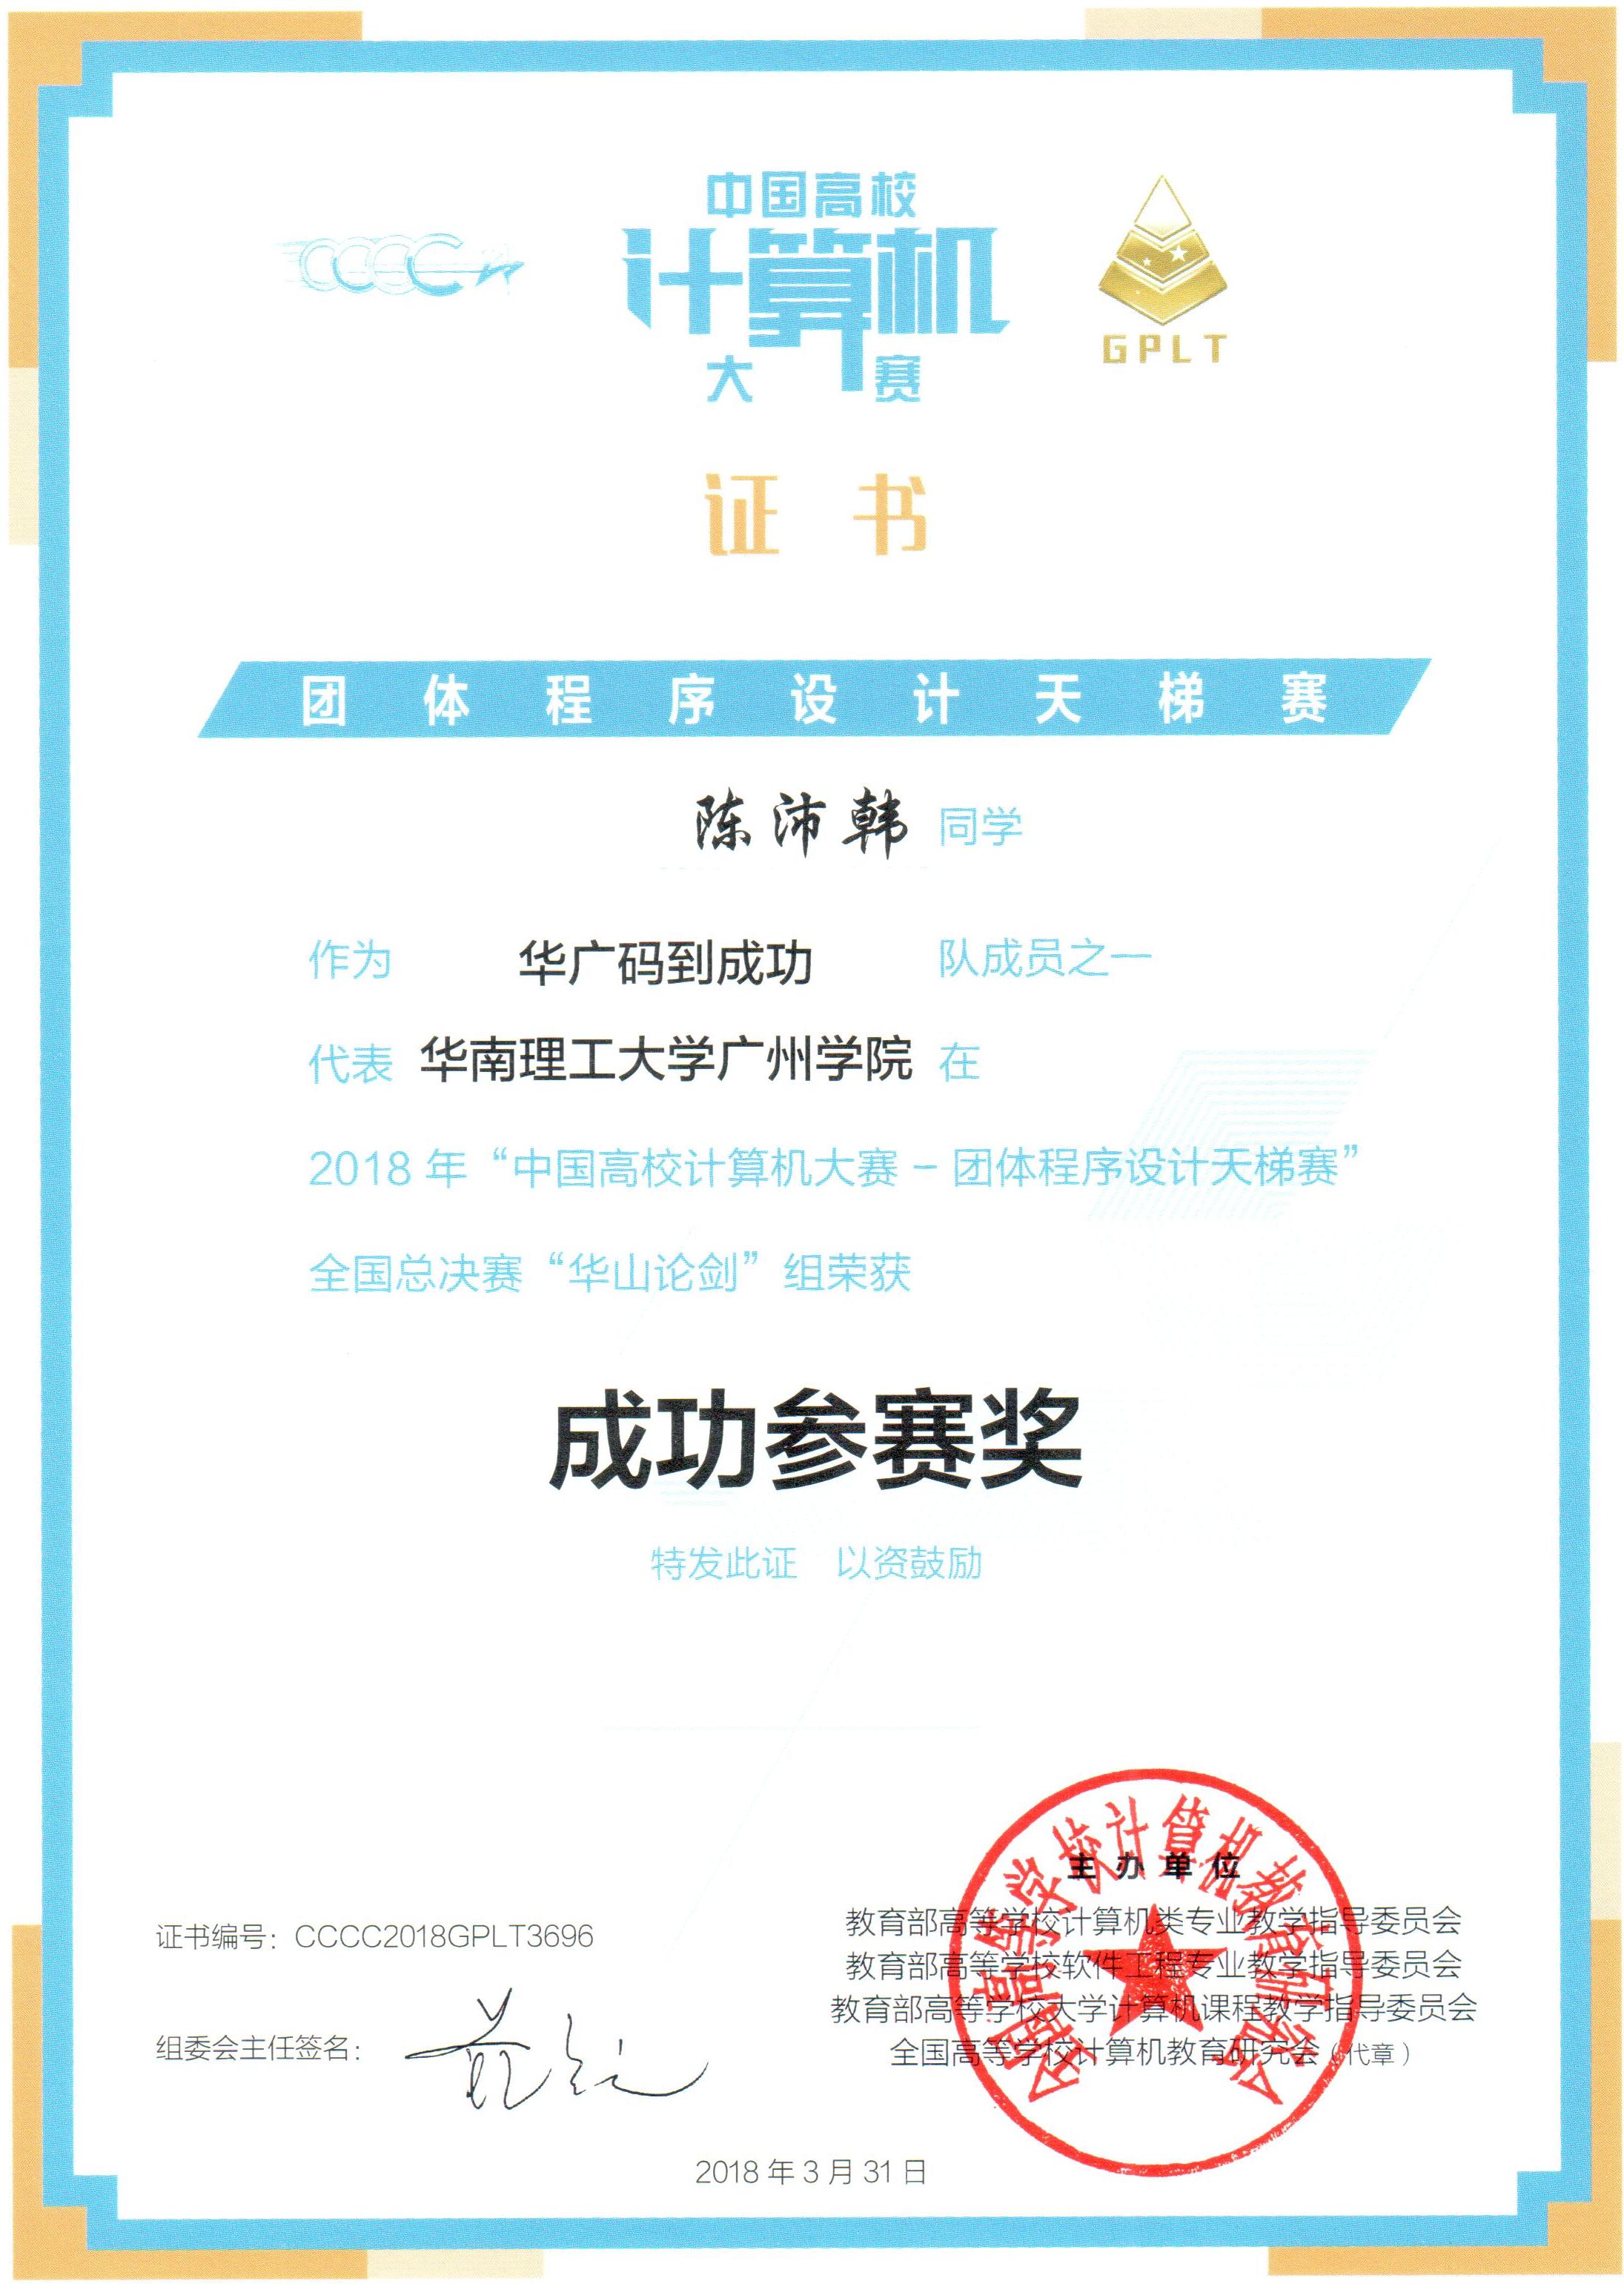 CCCC
中国高校
计算机
大赛
GPLT
证书
团体程序设计天梯赛
陈沛韩 同学
作为 华广码到成功 队成员之一
代表 华南理工大学广州学院 在
2018 年“中国高校计算机大赛 – 团体程序设计天梯赛”
全国总决赛“华山论剑”组荣获
成功参赛奖
特发此证 以资鼓励
主办单位
教育部高等学校计算机类专业教学指导委员会
教育部高等学校软件工程专业教学指导委员会
教育部高等学校大学计算机课程教学指导委员会
全国高等学校计算机教育研究会（代章）
全国高等学校计算机教育研究会
证书编号：CCCC2018GPLT3696
组委会主任签名：
2018 年 3 月 31 日